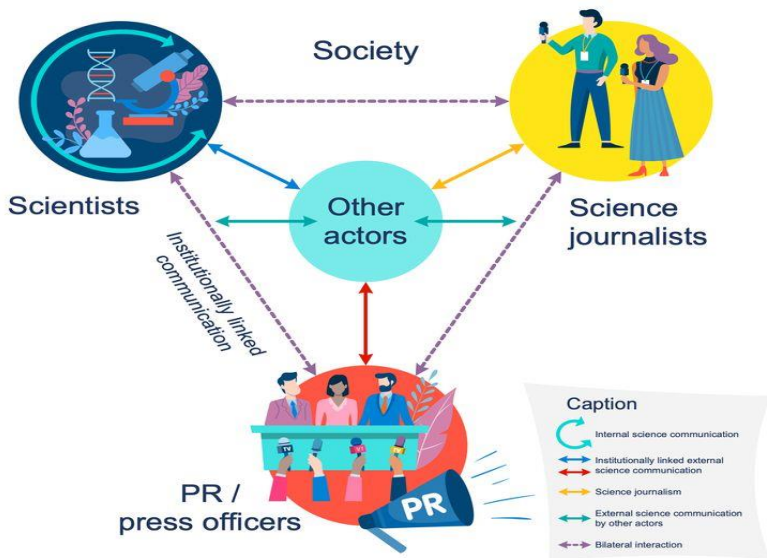 Society
Scientists
Other
actors
Science
journalists
Institutionally linked
communication
TV
PR /
press officers
PR
Caption
Internal science communication
Institutionally linked external
science communication
Science journalism
External science communication
by other actors
Bilateral interaction